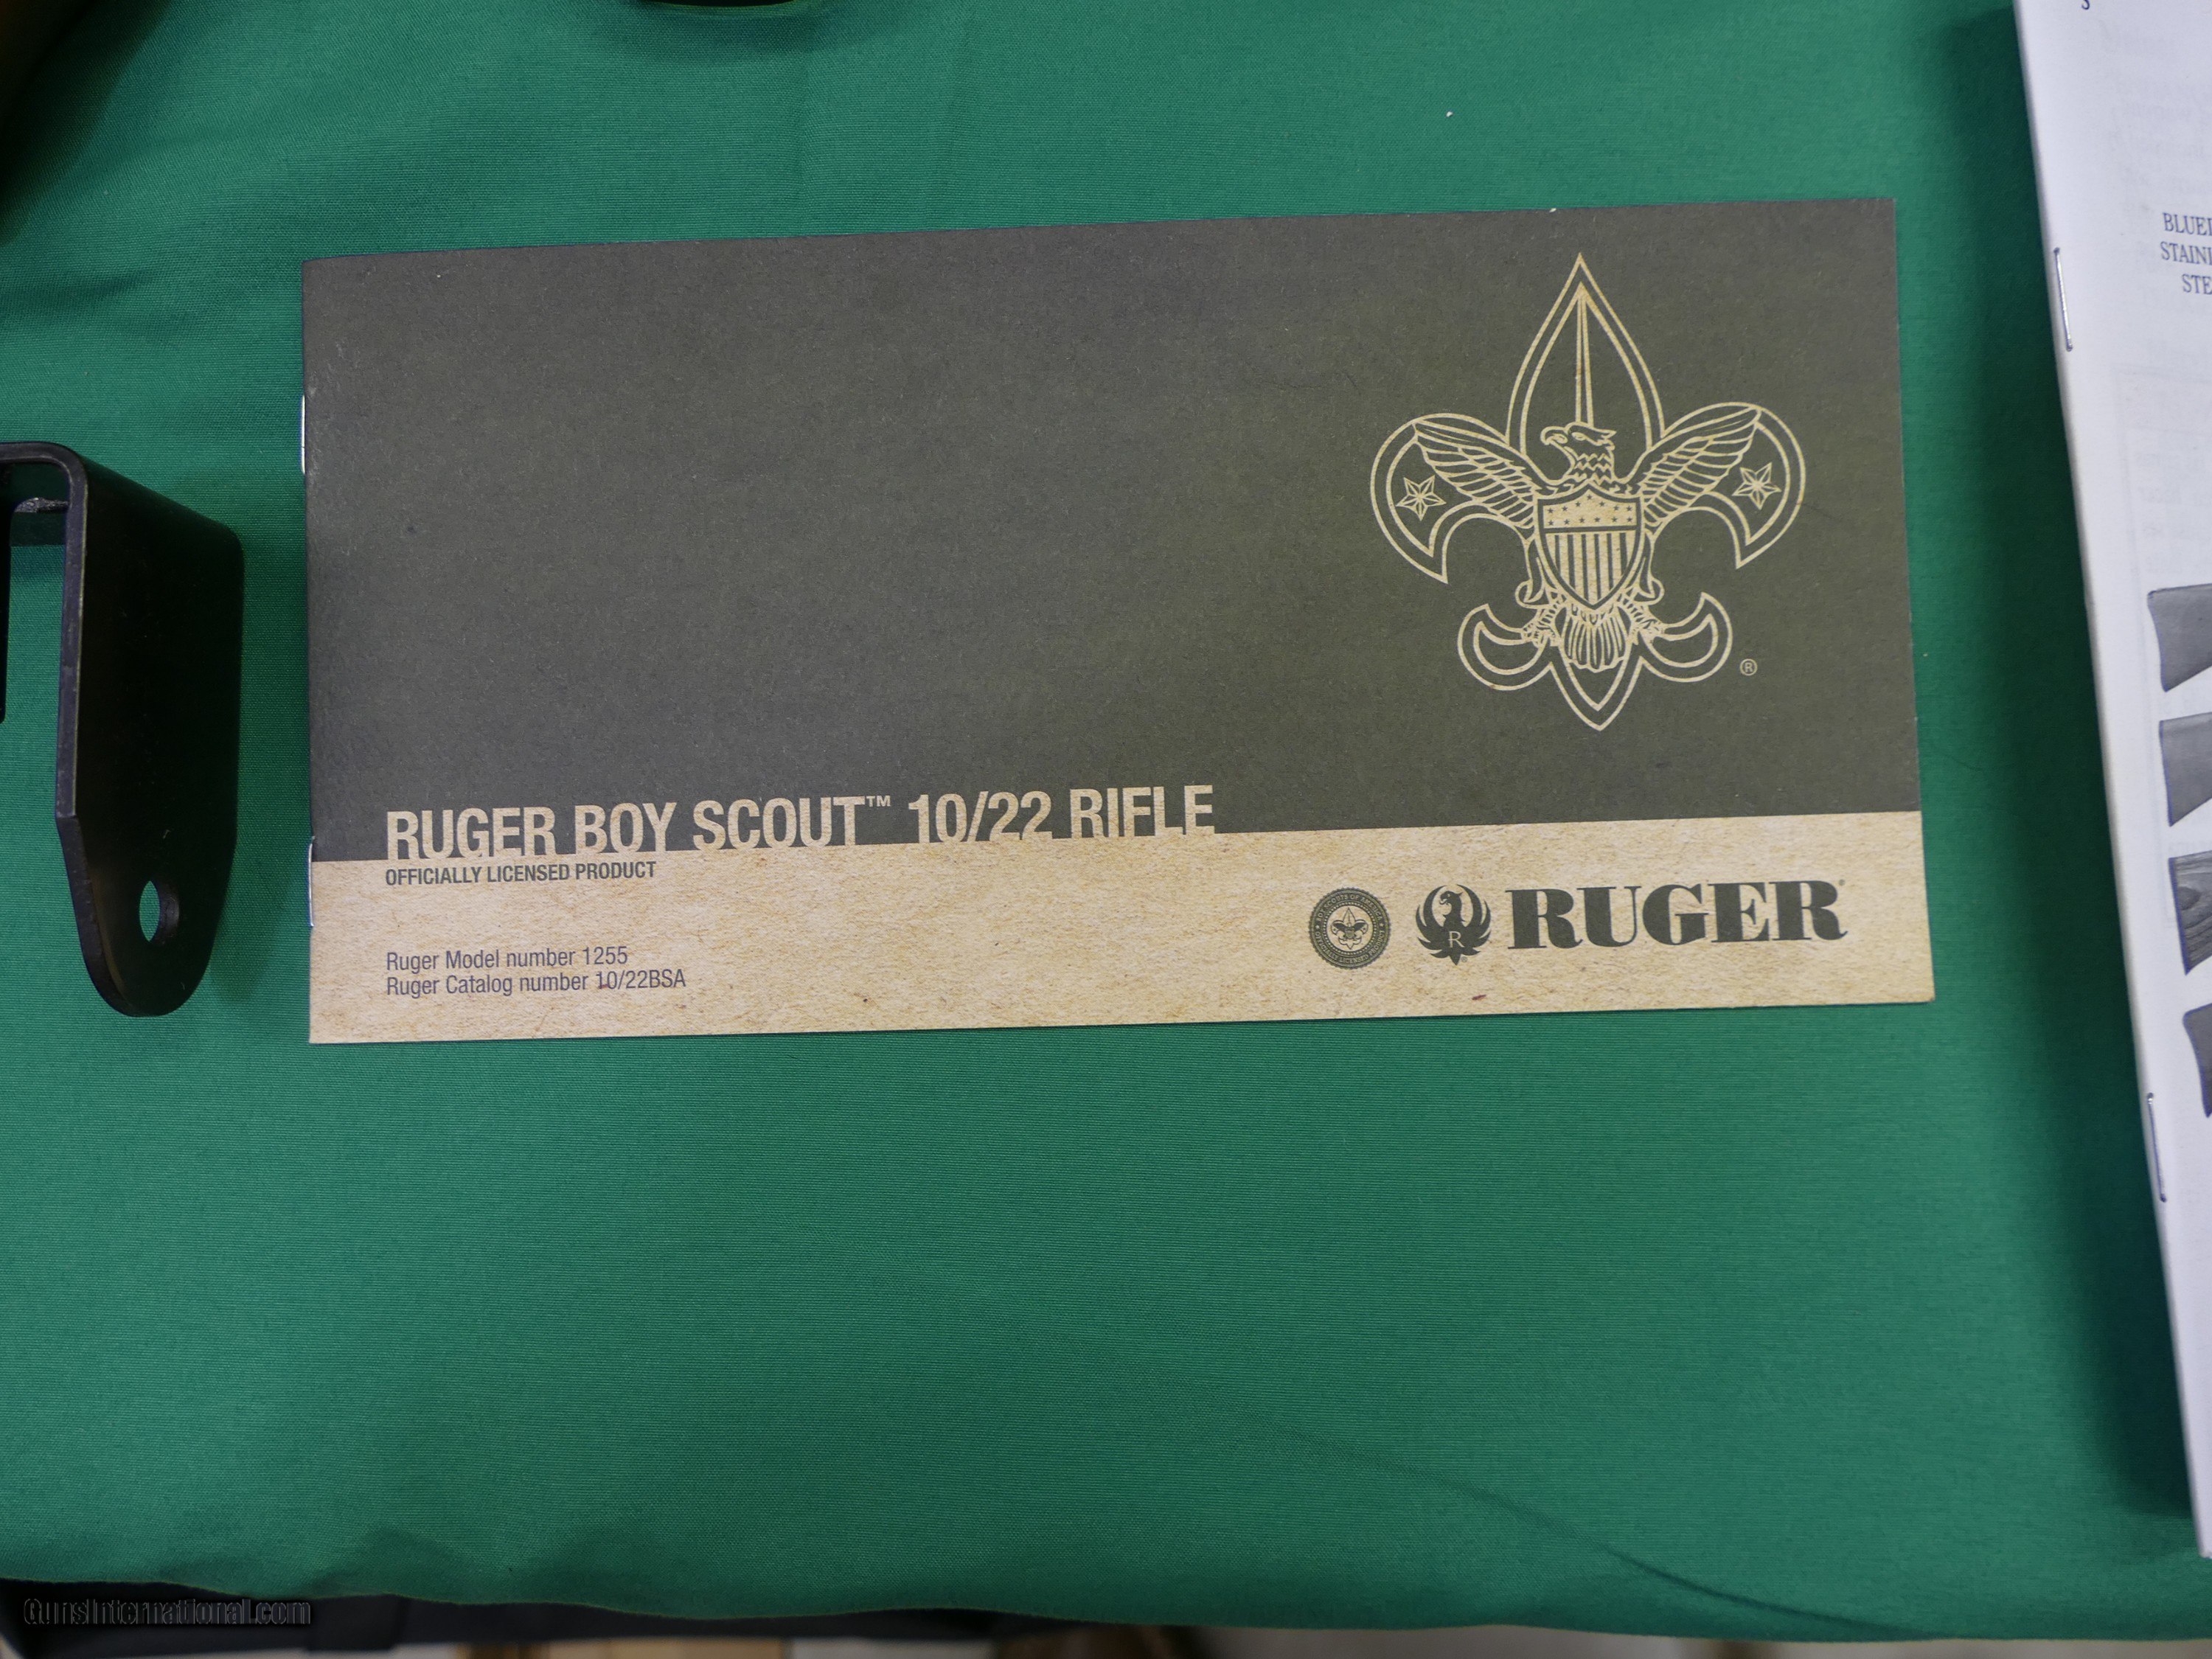 RUGER BOY SCOUT™ 10/22 RIFLE
OFFICIALLY LICENSED PRODUCT
Ruger Model number 1255
Ruger Catalog number 10/22BSA
®
R
RUGER
BLUE
STAIN
STE
GunsInternational.com